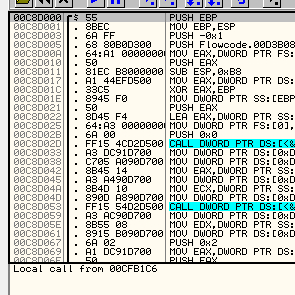 00C8D000 $ 55 PUSH EBP
00C8D001 . 8BEC MOV EBP,ESP
00C8D003 . 6A FF PUSH -0x1
00C8D005 . 68 80B0D300 PUSH Flowcode.00D3B08
00C8D00A . 64:A1 00000000 MOV EAX,DWORD PTR FS:
00C8D010 . 50 PUSH EAX
00C8D011 . 81EC B8000000 SUB ESP,0xB8
00C8D017 . A1 44EFD500 MOV EAX,DWORD PTR DS:
00C8D01C . 33C5 XOR EAX,EBP
00C8D01E . 8945 F0 MOV DWORD PTR SS:[EBP
00C8D021 . 50 PUSH EAX
00C8D022 . 8D45 F4 LEA EAX,DWORD PTR SS:
00C8D025 . 64:A3 00000000 MOV DWORD PTR FS:[0],
00C8D02B . 6A 00 PUSH 0x0
00C8D02D . FF15 4CD2D500 CALL DWORD PTR DS:[<&
00C8D033 . A3 DC91D700 MOV DWORD PTR DS:[0xD
00C8D038 . C705 A090D700 MOV DWORD PTR DS:[0xD
00C8D042 . 8B45 14 MOV EAX,DWORD PTR SS:
00C8D045 . A3 A490D700 MOV DWORD PTR DS:[0xD
00C8D04A . 8B4D 10 MOV ECX,DWORD PTR SS:
00C8D04D . 890D A890D700 MOV DWORD PTR DS:[0xD
00C8D053 . FF15 54D2D500 CALL DWORD PTR DS:[<&
00C8D059 . A3 AC90D700 MOV DWORD PTR DS:[0xD
00C8D05E . 8B55 08 MOV EDX,DWORD PTR SS:
00C8D061 . 8915 B090D700 MOV DWORD PTR DS:[0xD
00C8D067 . 6A 02 PUSH 0x2
00C8D069 . A1 DC91D700 MOV EAX,DWORD PTR DS:
Local call from 00CFB1C6